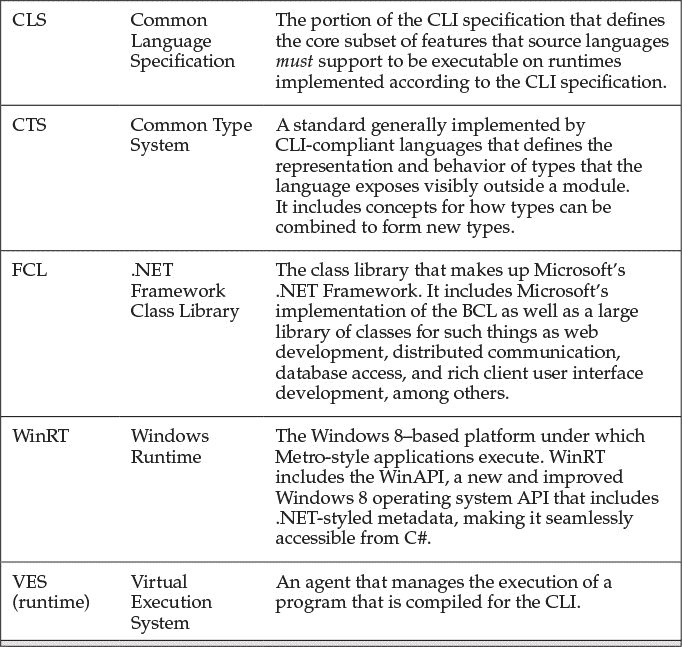 CLS Common The portion of the CLI specification that defines
Language the core subset of features that source languages
Specification must support to be executable on runtimes
implemented according to the CLI specification.
CTS Common Type A standard generally implemented by
System CLI-compliant languages that defines the
representation and behavior of types that the
language exposes visibly outside a module.
It includes concepts for how types can be
combined to form new types.
FCL .NET The class library that makes up Microsoft’s
Framework .NET Framework. It includes Microsoft’s
Class Library implementation of the BCL as well as a large
library of classes for such things as web
development, distributed communication,
database access, and rich client user interface
development, among others.
WinRT Windows The Windows 8–based platform under which
Runtime Metro-style applications execute. WinRT
includes the WinAPI, a new and improved
Windows 8 operating system API that includes
.NET-styled metadata, making it seamlessly
accessible from C#.
VES Virtual An agent that manages the execution of a
(runtime) Execution program that is compiled for the CLI.
System